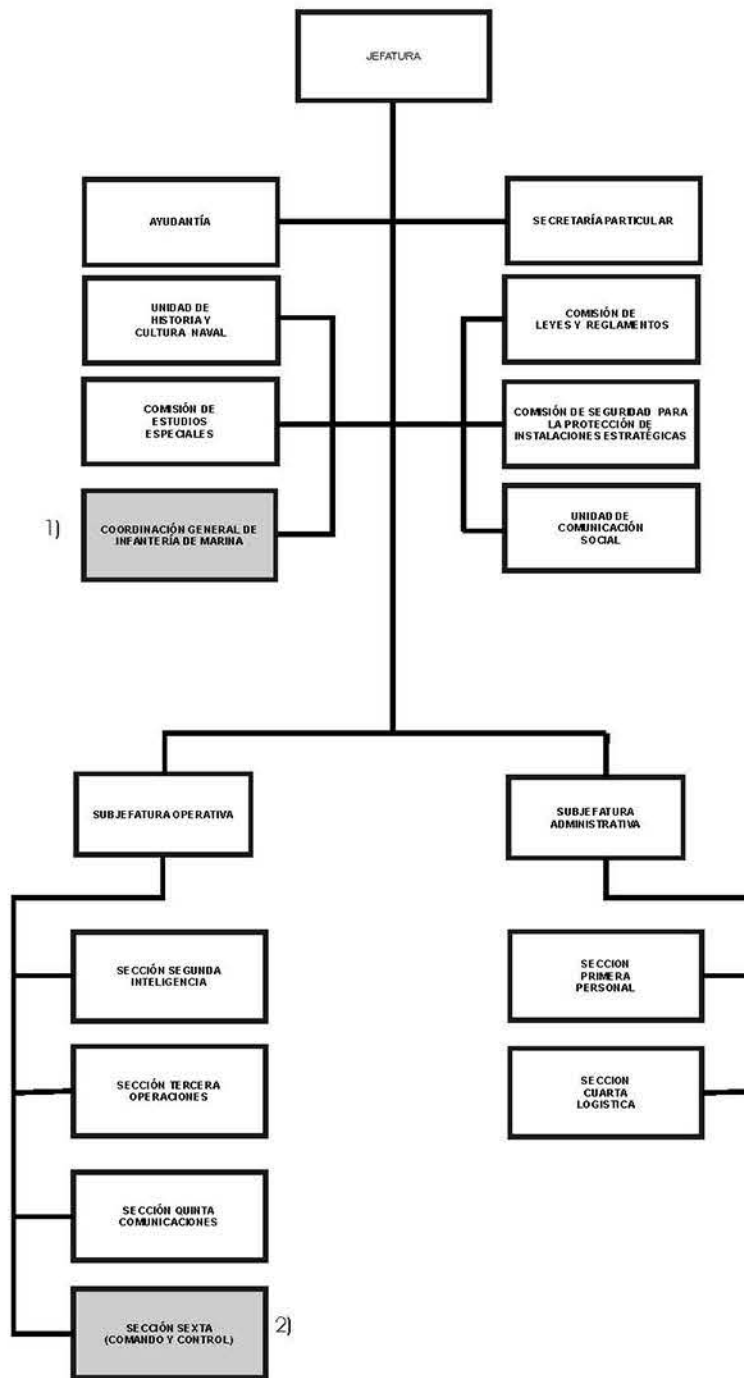 JEFATURA
AYUDANTÍA
SECRETARÍA PARTICULAR
UNIDAD DE
HISTORIA Y
CULTURA NAVAL
COMISIÓN DE
LEYES Y REGLAMENTOS
COMISIÓN DE
ESTUDIOS
ESPECIALES
COMISIÓN DE SEGURIDAD PARA
LA PROTECCIÓN DE
INSTALACIONES ESTRATÉGICAS
1)
COORDINACIÓN GENERAL DE
INFANTERÍA DE MARINA
UNIDAD DE
COMUNICACIÓN
SOCIAL
SUBJEFATURA OPERATIVA
SUBJEFATURA
ADMINISTRATIVA
SECCIÓN SEGUNDA
INTELIGENCIA
SECCION
PRIMERA
PERSONAL
SECCIÓN TERCERA
OPERACIONES
SECCION
CUARTA
LOGISTICA
SECCIÓN QUINTA
COMUNICACIONES
SECCIÓN SEXTA
(COMANDO Y CONTROL)
2)